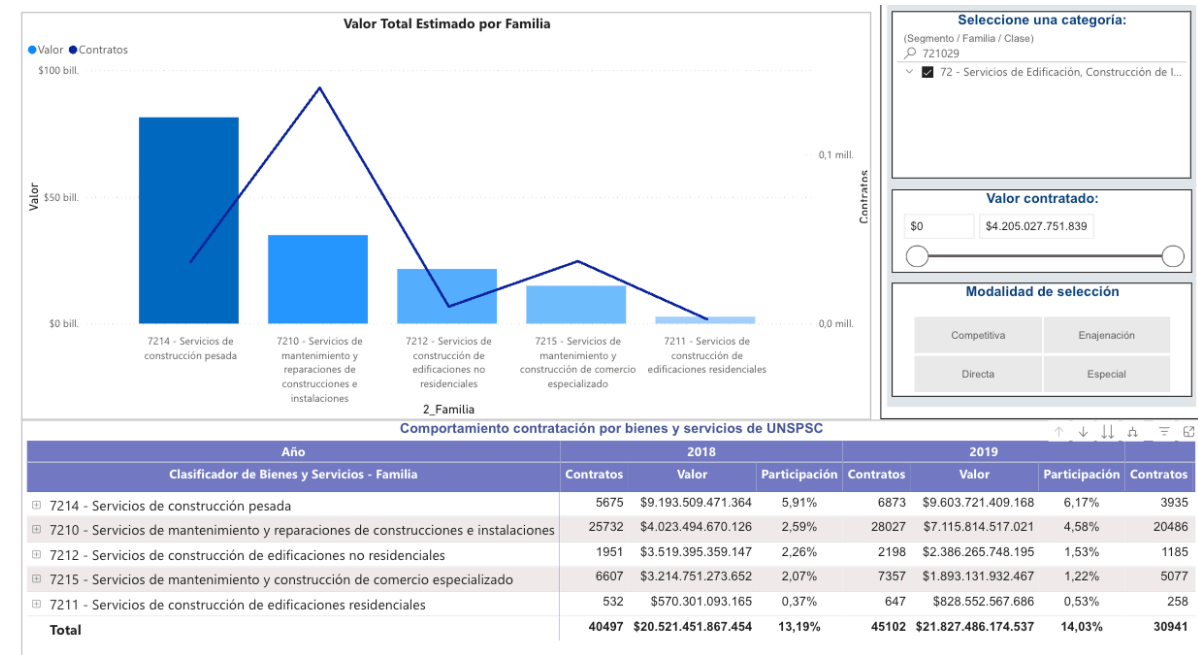 Valor Total Estimado por Familia
Valor Contratos
$100 bill.
$50 bill.
$0 bill.
Valor
0,1 mill.
0,0 mill.
Contratos
7214 - Servicios de
construcción pesada
7210 - Servicios de
mantenimiento y
reparaciones de
construcciones e
instalaciones
7212 - Servicios de
construcción de
edificaciones no
residenciales
7215 - Servicios de
mantenimiento y
construcción de comercio
especializado
7211 - Servicios de
construcción de
edificaciones residenciales
2_Familia
Seleccione una categoría:
(Segmento / Familia / Clase)
721029
72 - Servicios de Edificación, Construcción de I...
Valor contratado:
$0 $4.205.027.751.839
Modalidad de selección
Competitiva Enajenación
Directa Especial
Comportamiento contratación por bienes y servicios de UNSPSC
Año 2018 2019
Clasificador de Bienes y Servicios - Familia Contratos Valor Participación Contratos Valor Participación Contratos
7214 - Servicios de construcción pesada 5675 $9.193.509.471.364 5,91% 6873 $9.603.721.409.168 6,17% 3935
7210 - Servicios de mantenimiento y reparaciones de construcciones e instalaciones 25732 $4.023.494.670.126 2,59% 28027 $7.115.814.517.021 4,58% 20486
7212 - Servicios de construcción de edificaciones no residenciales 1951 $3.519.395.359.147 2,26% 2198 $2.386.265.748.195 1,53% 1185
7215 - Servicios de mantenimiento y construcción de comercio especializado 6607 $3.214.751.273.652 2,07% 7357 $1.893.131.932.467 1,22% 5077
7211 - Servicios de construcción de edificaciones residenciales 532 $570.301.093.165 0,37% 647 $828.552.567.686 0,53% 258
Total 40497 $20.521.451.867.454 13,19% 45102 $21.827.486.174.537 14,03% 30941